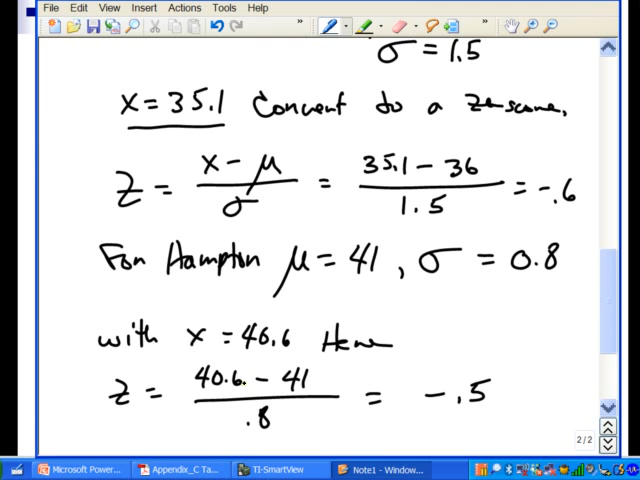 File Edit View Insert Actions Tools Help
σ = 1.5
x = 35.1 Convert to a z-score.
z = (x - μ)/σ = (35.1 - 36)/1.5 = -.6
For Hampton μ = 41, σ = 0.8
with x = 40.6 Here
z = (40.6 - 41)/.8 = -.5
2/2
Microsoft Power... Appendix_C Ta... TI-SmartView Note1 - Window...